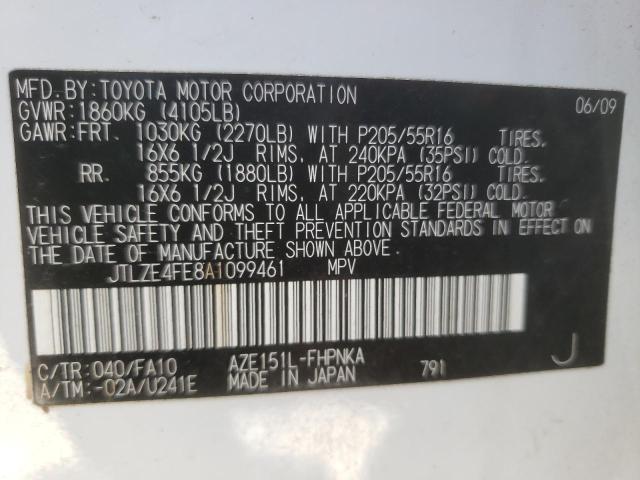 MFD.BY:TOYOTA MOTOR CORPORATION 06/09
GVWR:1860KG (4105LB)
GAWR:FRT. 1030KG (2270LB) WITH P205/55R16 TIRES.
16X6 1/2J RIMS, AT 240KPA (35PSI) COLD.
RR. 855KG (1880LB) WITH P205/55R16 TIRES.
16X6 1/2J RIMS, AT 220KPA (32PSI) COLD.
THIS VEHICLE CONFORMS TO ALL APPLICABLE FEDERAL MOTOR
VEHICLE SAFETY AND THEFT PREVENTION STANDARDS IN EFFECT ON
THE DATE OF MANUFACTURE SHOWN ABOVE.
JTLZE4FE8A1099461 MPV
C/TR:040/FA10 AZE151L-FHPNKA 791 J
A/TM:-02A/U241E MADE IN JAPAN